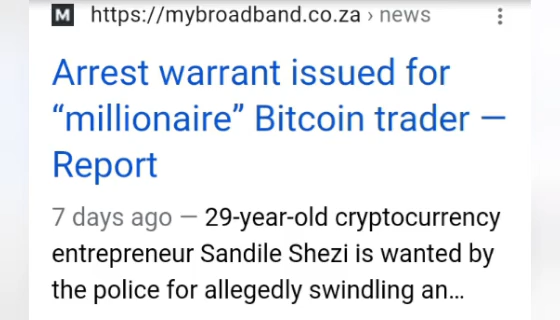 M https://mybroadband.co.za › news
Arrest warrant issued for
“millionaire” Bitcoin trader —
Report
7 days ago — 29-year-old cryptocurrency
entrepreneur Sandile Shezi is wanted by
the police for allegedly swindling an...